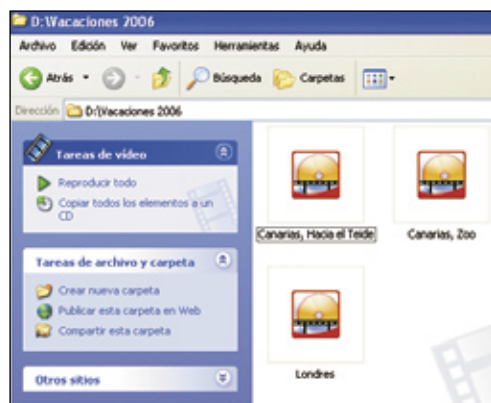 D:\Vacaciones 2006
Archivo Edición Ver Favoritos Herramientas Ayuda
Atrás Búsqueda Carpetas
Dirección D:\Vacaciones 2006
Tareas de vídeo
Reproducir todo
Copiar todos los elementos a un
CD
Tareas de archivo y carpeta
Crear nueva carpeta
Publicar esta carpeta en Web
Compartir esta carpeta
Otros sitios
Canarias, Hacia el Teide
Canarias, Zoo
Londres